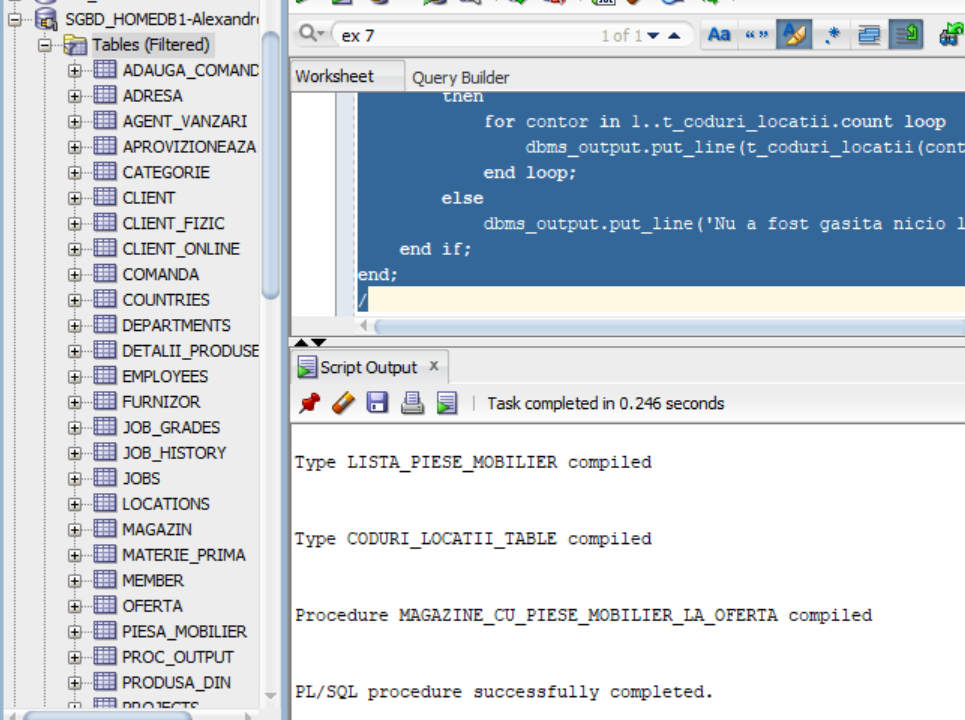 SGBD_HOMEDB1-Alexandr
Tables (Filtered)
ADAUGA_COMAND
ADRESA
AGENT_VANZARI
APROVIZIONEAZA
CATEGORIE
CLIENT
CLIENT_FIZIC
CLIENT_ONLINE
COMANDA
COUNTRIES
DEPARTMENTS
DETALII_PRODUSE
EMPLOYEES
FURNIZOR
JOB_GRADES
JOB_HISTORY
JOBS
LOCATIONS
MAGAZIN
MATERIE_PRIMA
MEMBER
OFERTA
PIESA_MOBILIER
PROC_OUTPUT
PRODUSA_DIN
PROJECTS
ex 7 1 of 1 Aa “” .*
Worksheet Query Builder
then
for contor in 1..t_coduri_locatii.count loop
dbms_output.put_line(t_coduri_locatii(cont
end loop;
else
dbms_output.put_line('Nu a fost gasita nicio l
end if;
end;
/
Script Output x
Task completed in 0.246 seconds
Type LISTA_PIESE_MOBILIER compiled
Type CODURI_LOCATII_TABLE compiled
Procedure MAGAZINE_CU_PIESE_MOBILIER_LA_OFERTA compiled
PL/SQL procedure successfully completed.